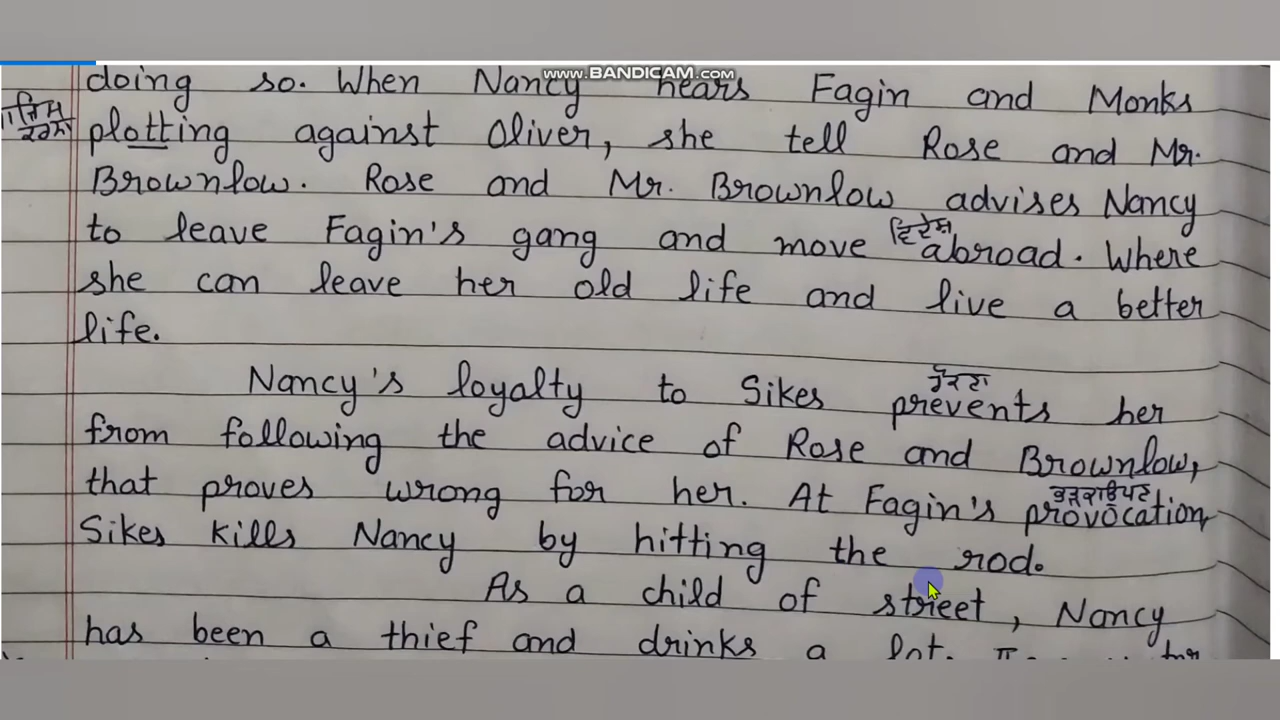 www.BANDICAM.com
doing so. When Nancy hears Fagin and Monks
plotting against Oliver, she tell Rose and Mr.
Brownlow. Rose and Mr. Brownlow advises Nancy
ਵਿਦੇਸ਼
to leave Fagin's gang and move abroad. Where
she can leave her old life and live a better
life.
ਰੋਕਣਾ
Nancy's loyalty to Sikes prevents her
from following the advice of Rose and Brownlow,
that proves wrong for her. At Fagin's provocation,
Sikes kills Nancy by hitting the rod.
As a child of street, Nancy
has been a thief and drinks a lot.